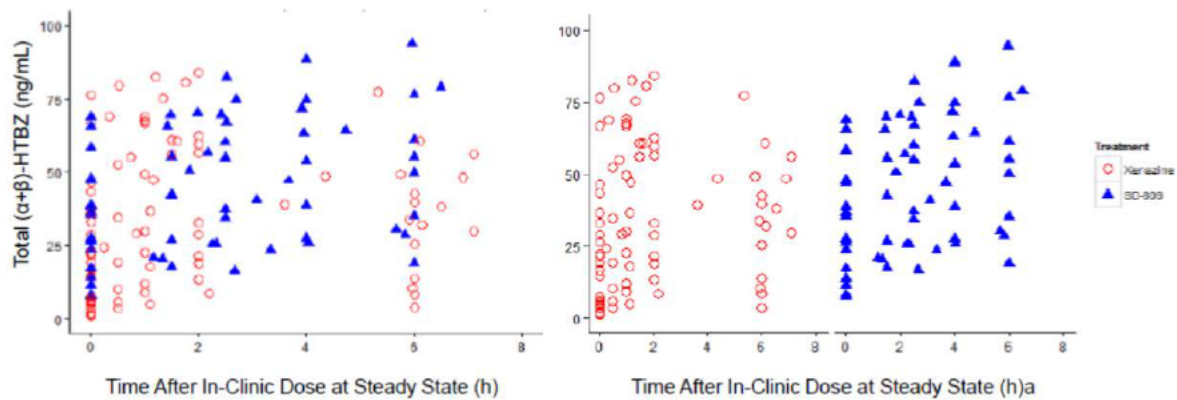 Total (α+β)-HTBZ (ng/mL)
100
75
50
25
0
0 2 4 6 8
Time After In-Clinic Dose at Steady State (h)
100
75
50
25
0
0 2 4 6 8
0 2 4 6 8
Time After In-Clinic Dose at Steady State (h)a
Treatment
Xenazine
SD-809